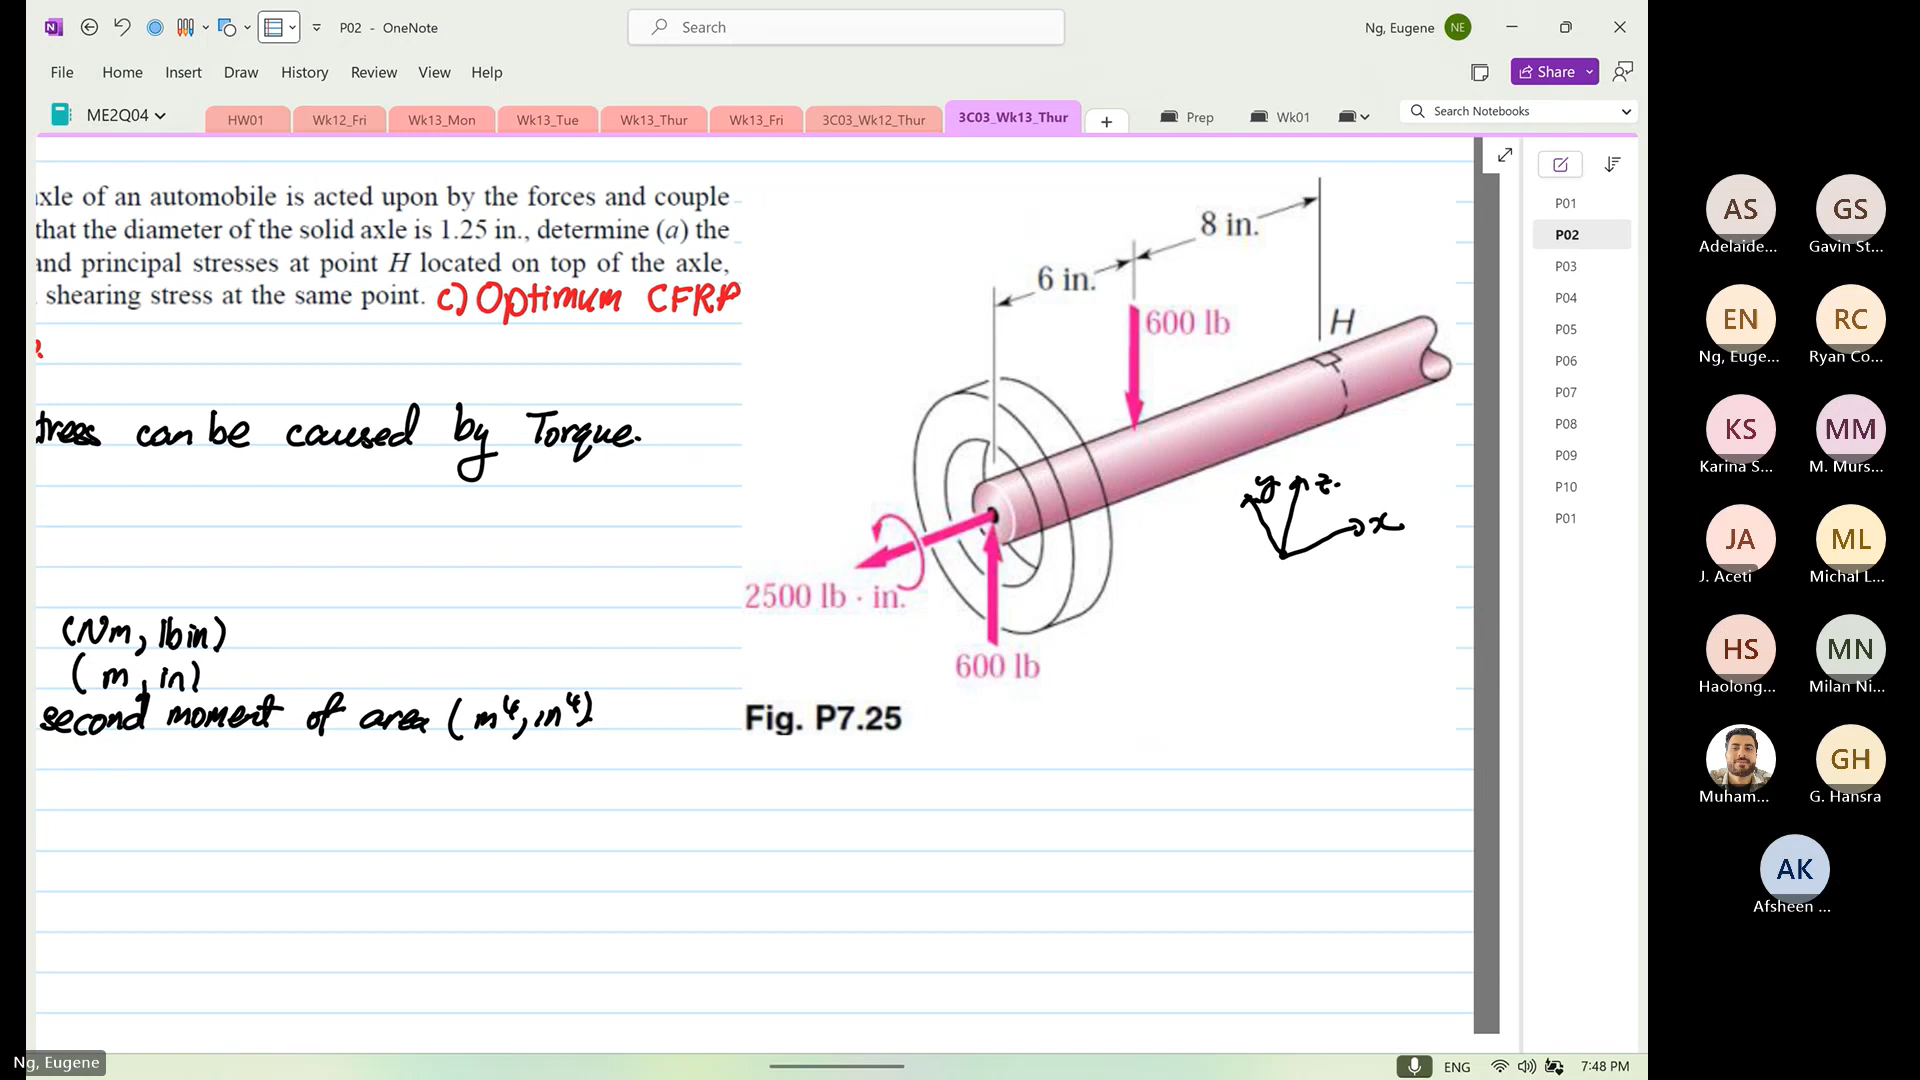 P02 - OneNote
Search
Ng, Eugene NE
File Home Insert Draw History Review View Help
Share
ME2Q04
HW01 Wk12_Fri Wk13_Mon Wk13_Tue Wk13_Thur Wk13_Fri 3C03_Wk12_Thur 3C03_Wk13_Thur
Prep Wk01
Search Notebooks
axle of an automobile is acted upon by the forces and couple
that the diameter of the solid axle is 1.25 in., determine (a) the
and principal stresses at point H located on top of the axle,
shearing stress at the same point. c) Optimum CFRP
tress can be caused by Torque.
(Nm, lbin)
( m, in)
second moment of area ( m⁴, in⁴)
8 in.
6 in.
600 lb
H
y z.
x
2500 lb · in.
600 lb
Fig. P7.25
P01
P02
P03
P04
P05
P06
P07
P08
P09
P10
P01
AS GS
Adelaide... Gavin St...
EN RC
Ng, Euge... Ryan Co...
KS MM
Karina S... M. Murs...
JA ML
J. Aceti Michal L...
HS MN
Haolong... Milan Ni...
GH
Muham... G. Hansra
AK
Afsheen ...
Ng, Eugene
ENG 7:48 PM